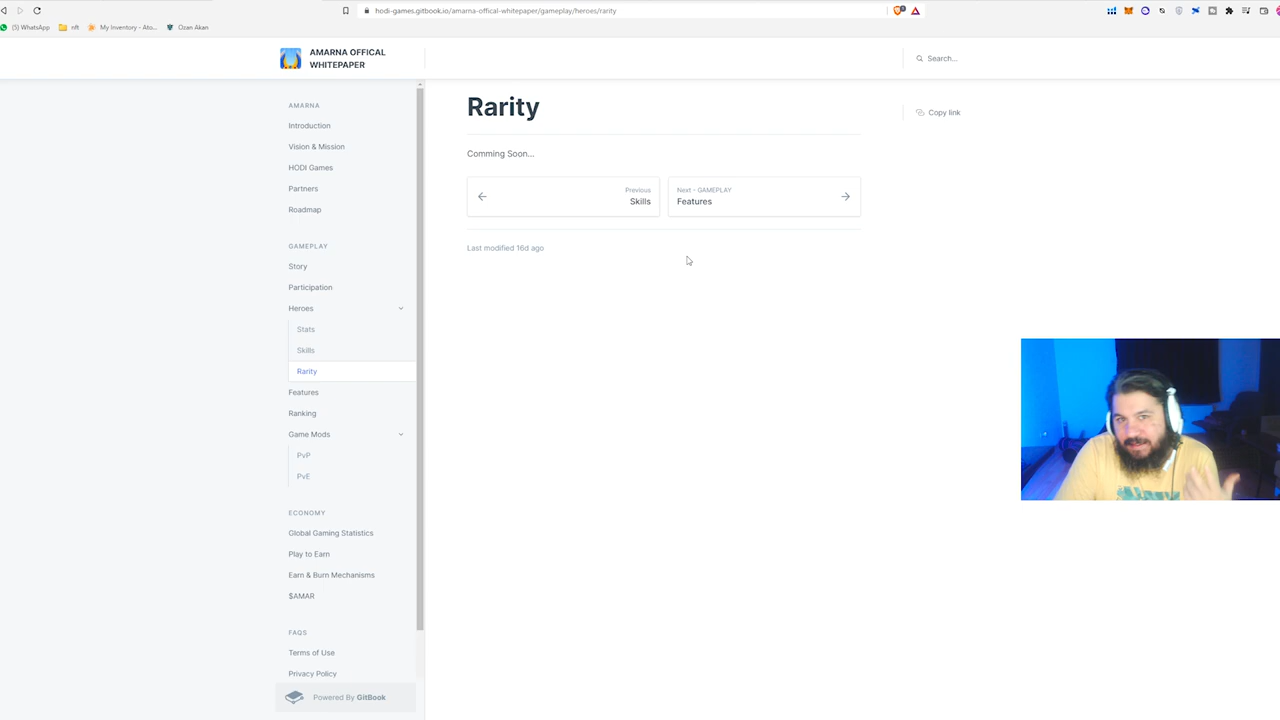 hodi-games.gitbook.io/amarna-offical-whitepaper/gameplay/heroes/rarity
WhatsApp
nft
My Inventory - Ato...
Ozan Akan
AMARNA OFFICAL
WHITEPAPER
Search...
AMARNA
Introduction
Vision & Mission
HODI Games
Partners
Roadmap
GAMEPLAY
Story
Participation
Heroes
Stats
Skills
Rarity
Features
Ranking
Game Mods
PvP
PvE
ECONOMY
Global Gaming Statistics
Play to Earn
Earn & Burn Mechanisms
$AMAR
FAQS
Terms of Use
Privacy Policy
Powered By GitBook
Rarity
Comming Soon...
Previous
Skills
Next - GAMEPLAY
Features
Last modified 16d ago
Copy link